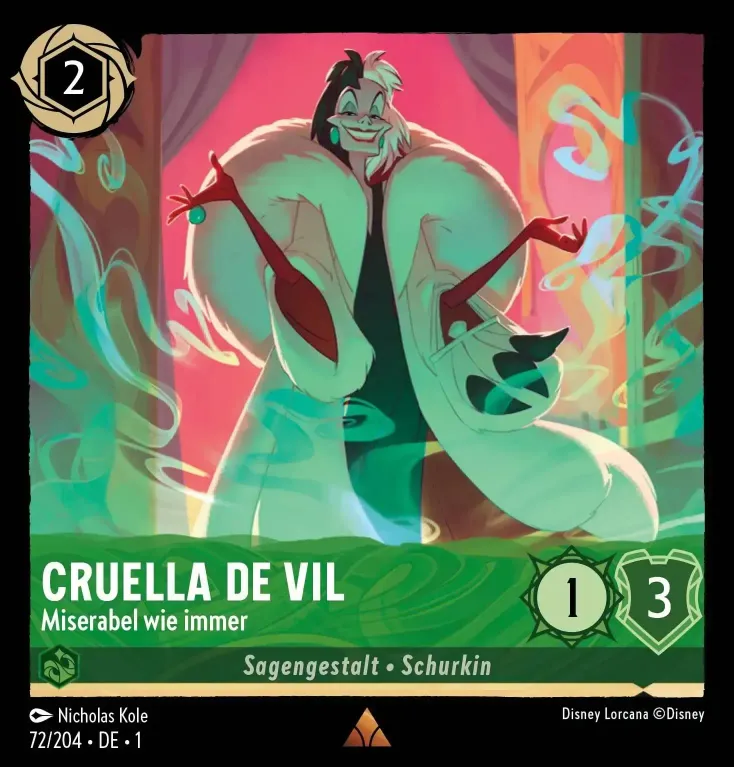 2
CRUELLA DE VIL
Miserabel wie immer
1
3
Sagengestalt • Schurkin
Nicholas Kole
Disney Lorcana ©Disney
72/204 • DE • 1